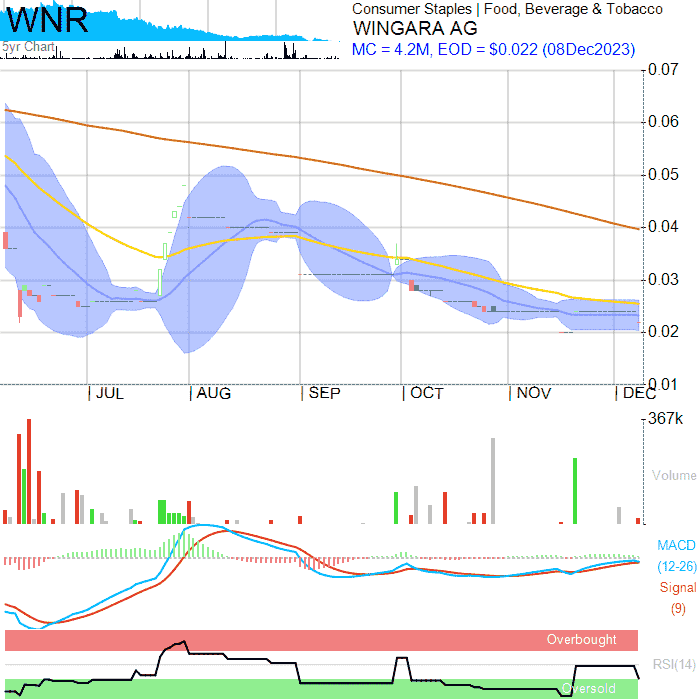 WNR
5yr Chart
Consumer Staples | Food, Beverage & Tobacco
WINGARA AG
MC = 4.2M, EOD = $0.022 (08Dec2023)
0.07
0.06
0.05
0.04
0.03
0.02
0.01
JUL
AUG
SEP
OCT
NOV
DEC
367k
Volume
MACD
(12-26)
Signal
(9)
Overbought
RSI(14)
Oversold